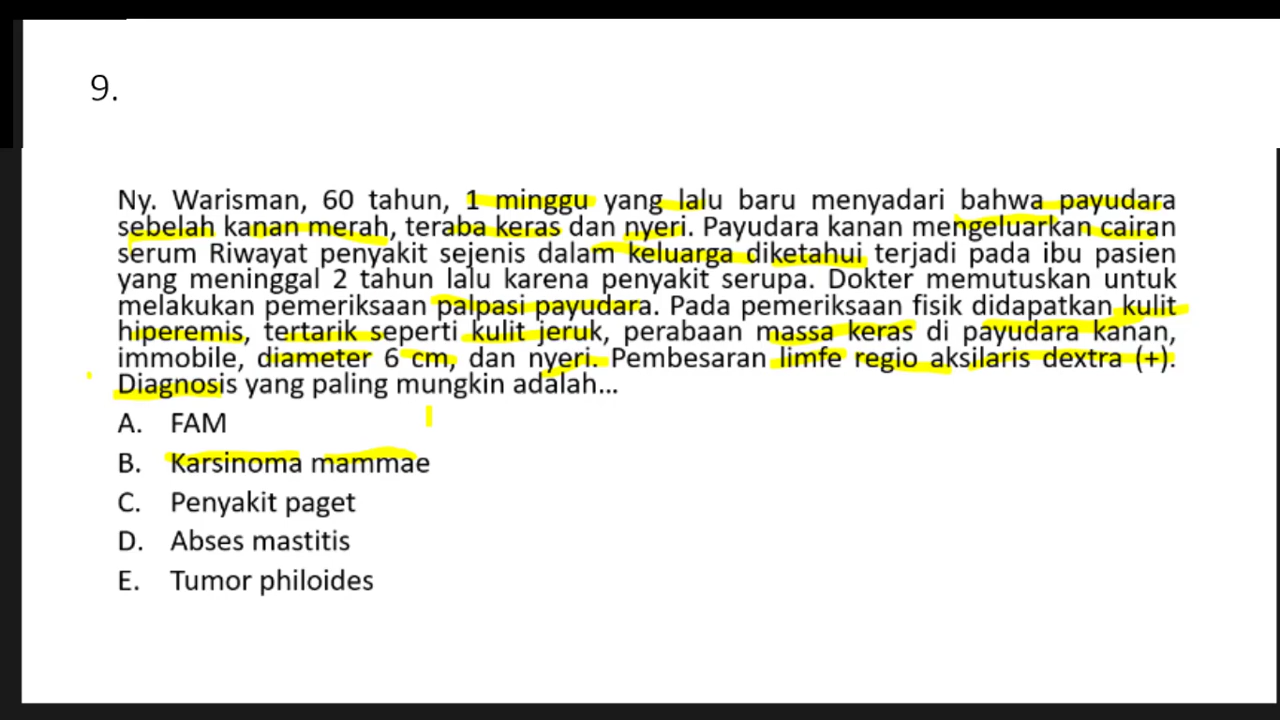 9.
Ny. Warisman, 60 tahun, 1 minggu yang lalu baru menyadari bahwa payudara
sebelah kanan merah, teraba keras dan nyeri. Payudara kanan mengeluarkan cairan
serum Riwayat penyakit sejenis dalam keluarga diketahui terjadi pada ibu pasien
yang meninggal 2 tahun lalu karena penyakit serupa. Dokter memutuskan untuk
melakukan pemeriksaan palpasi payudara. Pada pemeriksaan fisik didapatkan kulit
hiperemis, tertarik seperti kulit jeruk, perabaan massa keras di payudara kanan,
immobile, diameter 6 cm, dan nyeri. Pembesaran limfe regio aksilaris dextra (+).
Diagnosis yang paling mungkin adalah...
A. FAM
B. Karsinoma mammae
C. Penyakit paget
D. Abses mastitis
E. Tumor philoides